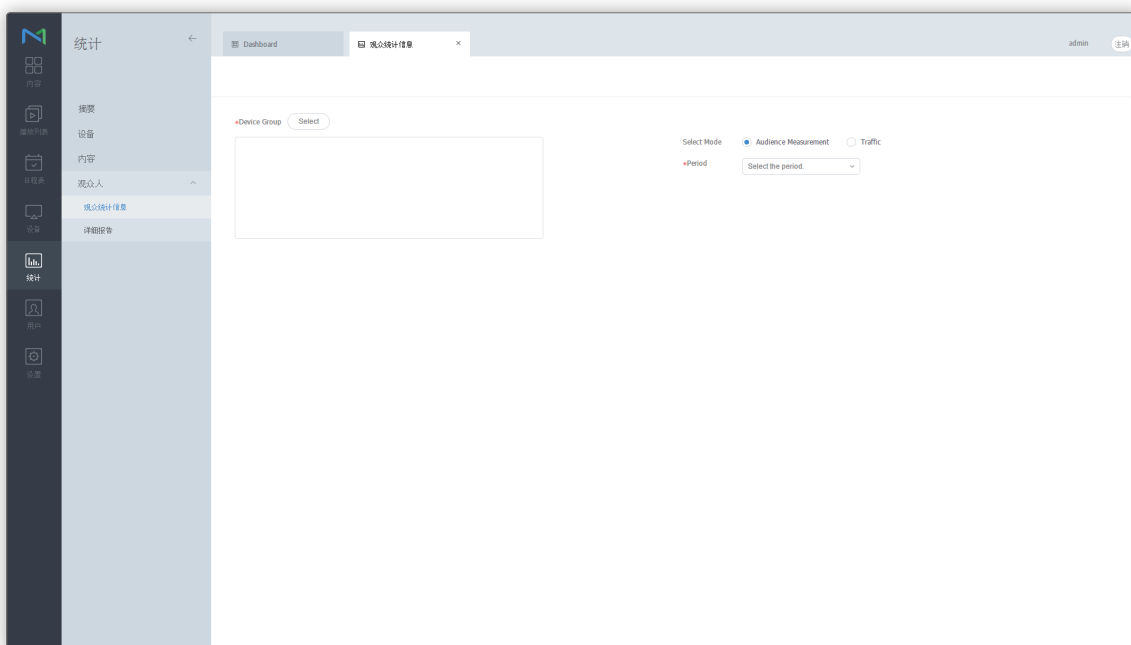 统计
Dashboard
观众统计信息
admin
注销
内容
播放列表
日程表
设备
统计
用户
设置
摘要
设备
内容
观众人
观众统计信息
详细报告
*Device Group
Select
Select Mode
Audience Measurement
Traffic
*Period
Select the period.